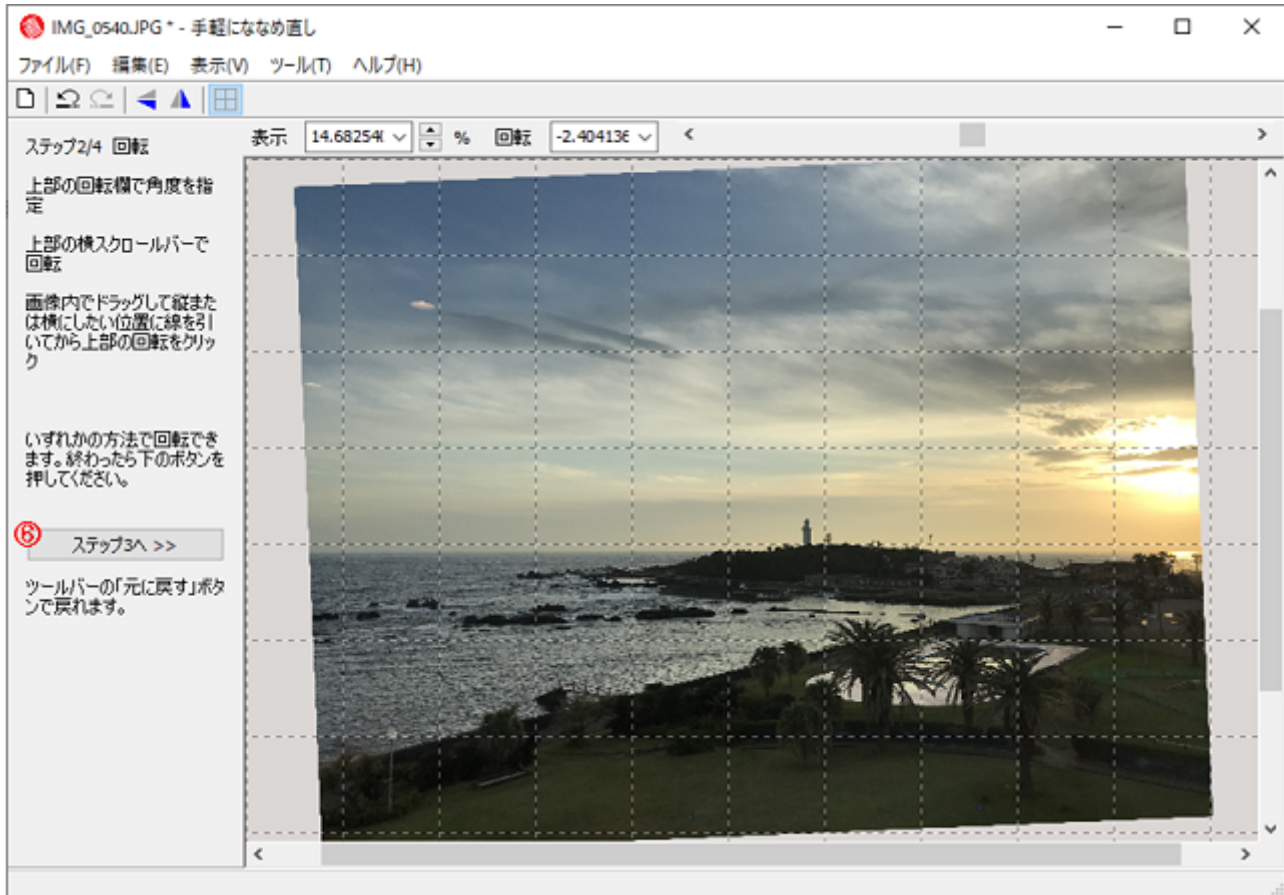 IMG_0540.JPG * - 手軽にななめ直し
ファイル(F) 編集(E) 表示(V) ツール(T) ヘルプ(H)
表示 14.682540 % 回転 -2.404136
ステップ2/4 回転
上部の回転欄で角度を指
定
上部の横スクロールバーで
回転
画像内でドラッグして縦また
は横にしたい位置に線を引
いてから上部の回転をクリッ
ク
いずれかの方法で回転でき
ます。終わったら下のボタンを
押してください。
⑥ ステップ3へ >>
ツールバーの「元に戻す」ボタ
ンで戻れます。